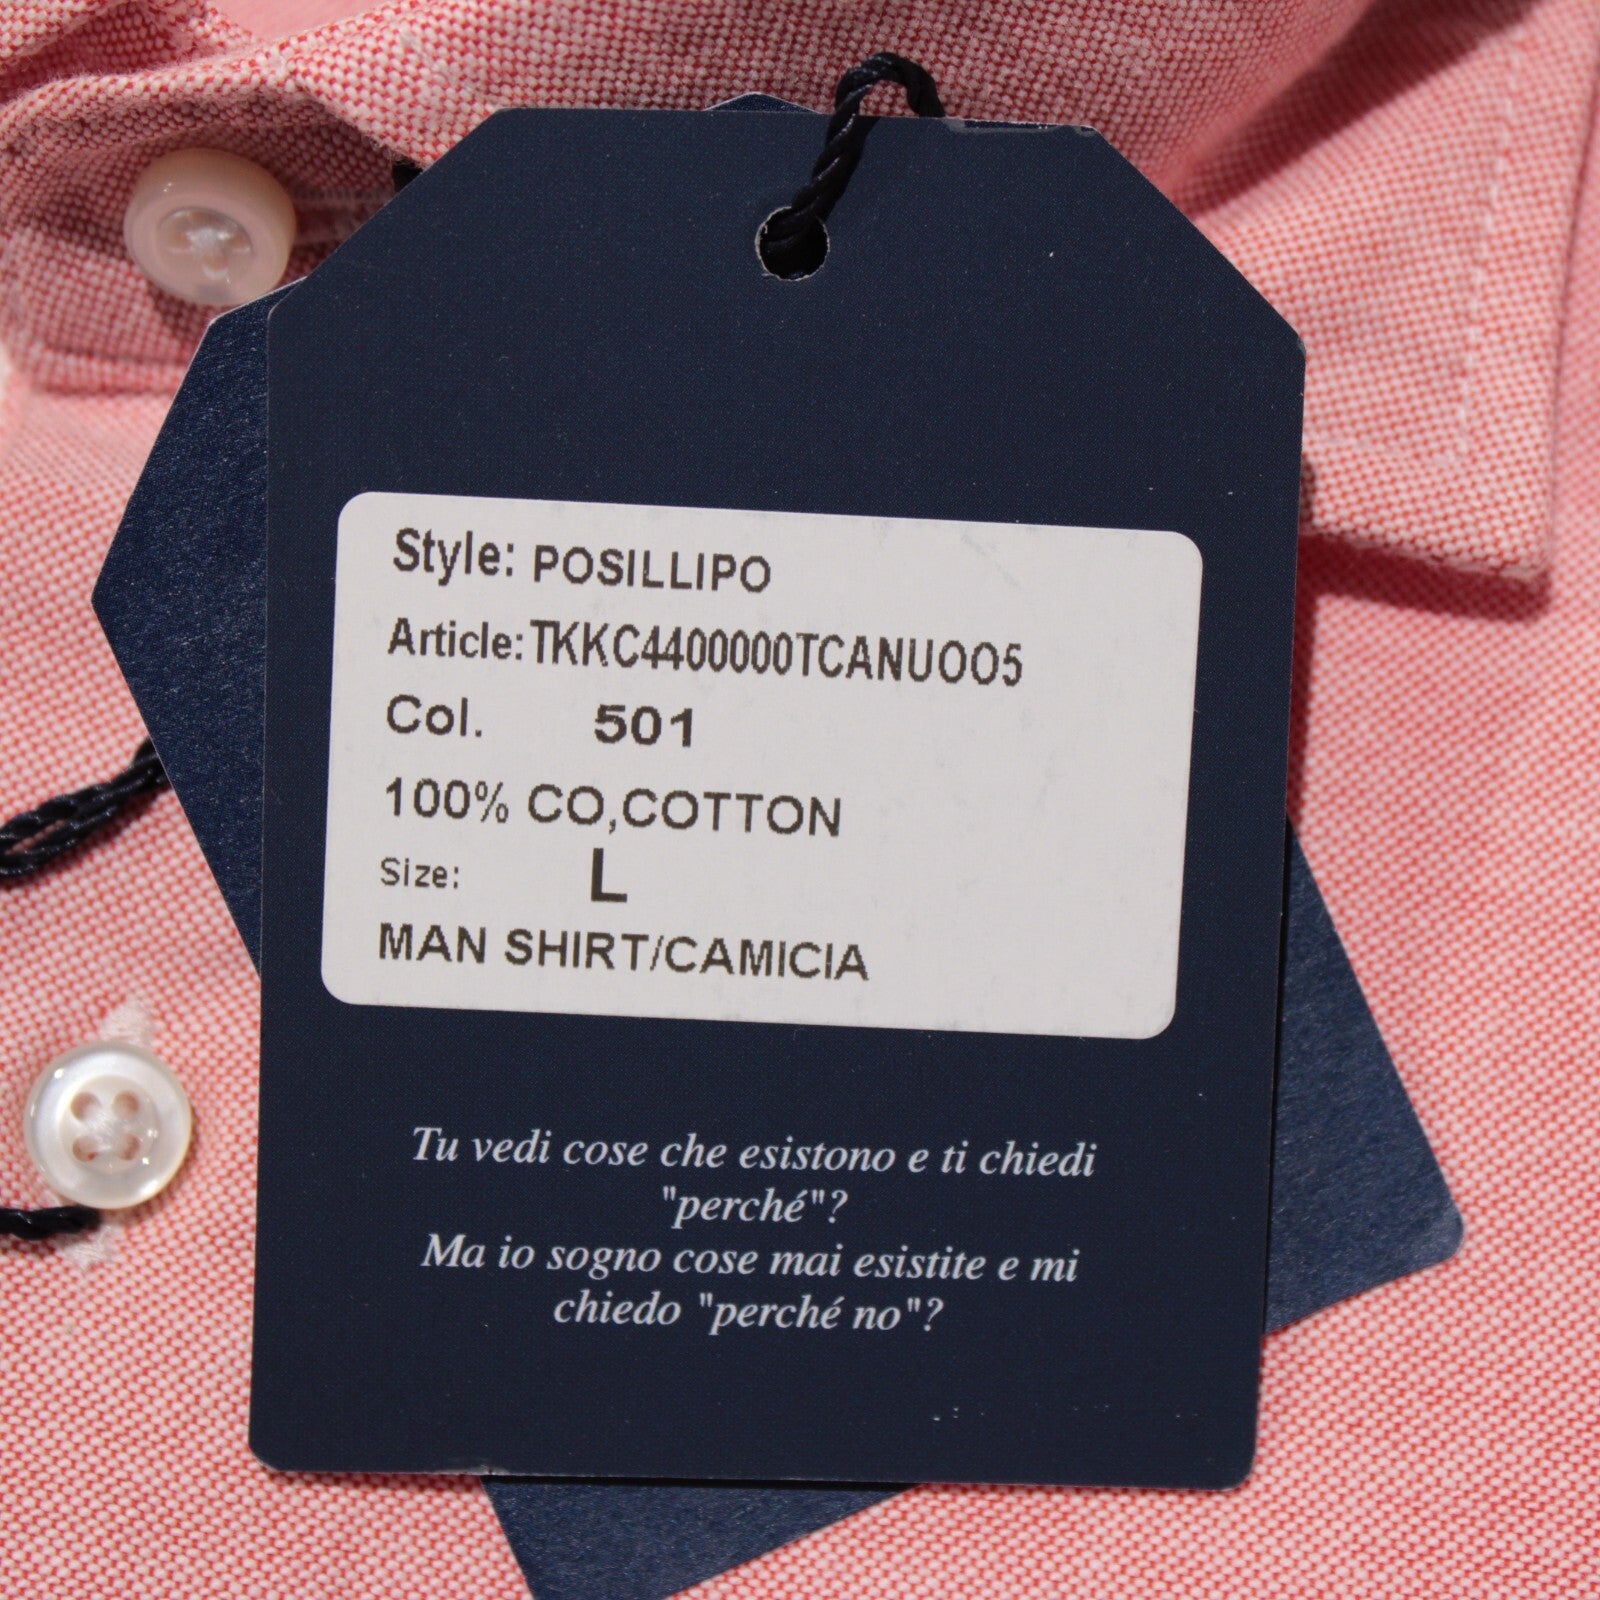 Style: POSILLIPO
Article: TKKC4400000TCANUOO5
Col. 501
100% CO,COTTON
Size: L
MAN SHIRT/CAMICIA
Tu vedi cose che esistono e ti chiedi
"perché"?
Ma io sogno cose mai esistite e mi
chiedo "perché no"?